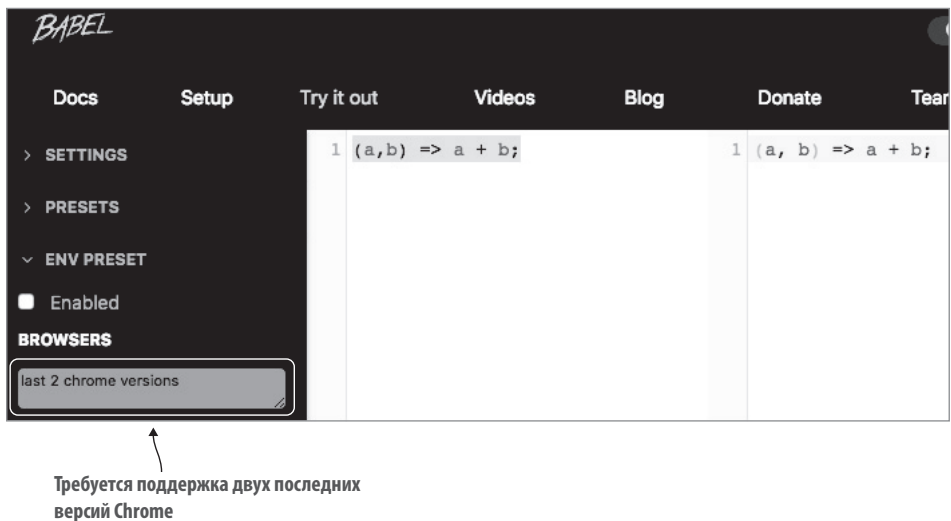 BABEL
Docs Setup Try it out Videos Blog Donate Tear
> SETTINGS
> PRESETS
ENV PRESET
Enabled
BROWSERS
last 2 chrome versions
1 (a,b) => a + b;
1 (a, b) => a + b;
Требуется поддержка двух последних
версий Chrome